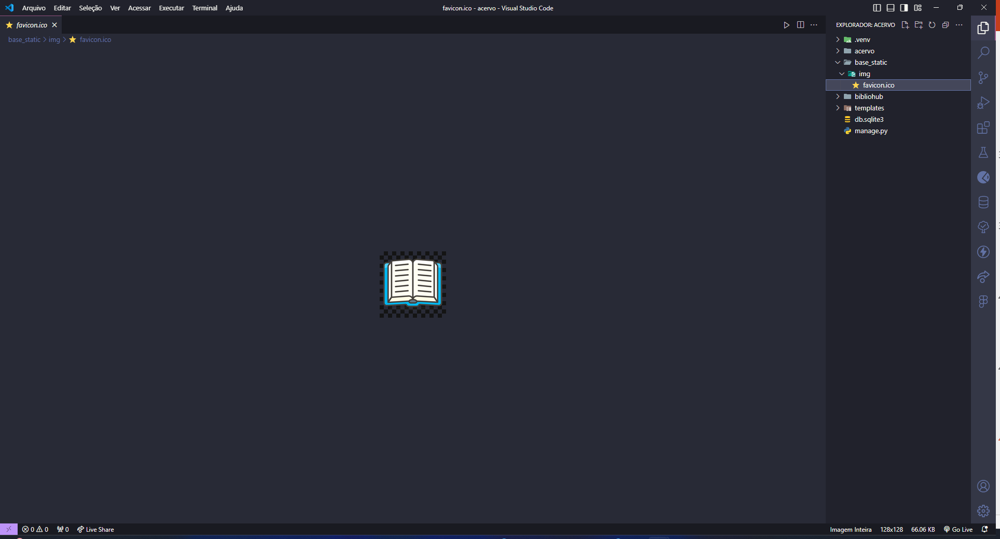 Arquivo Editar Seleção Ver Acessar Executar Terminal Ajuda
favicon.ico - acervo - Visual Studio Code
favicon.ico
base_static > img > favicon.ico
EXPLORADOR: ACERVO
.venv
acervo
base_static
img
favicon.ico
bibliohub
templates
db.sqlite3
manage.py
0 0 0 Live Share
Imagem Inteira 128x128 66.06 KB Go Live